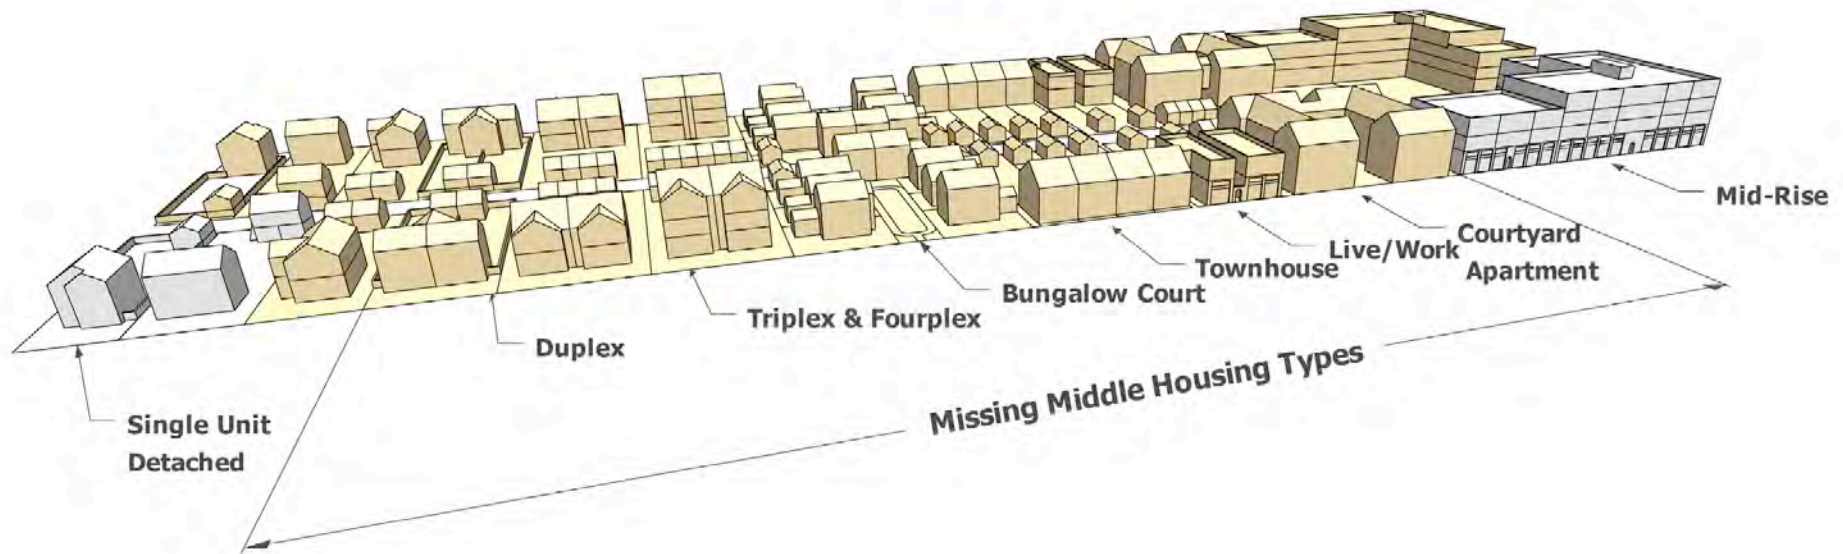 Single Unit
Detached
Duplex
Triplex & Fourplex
Bungalow Court
Townhouse
Live/Work
Courtyard
Apartment
Mid-Rise
Missing Middle Housing Types